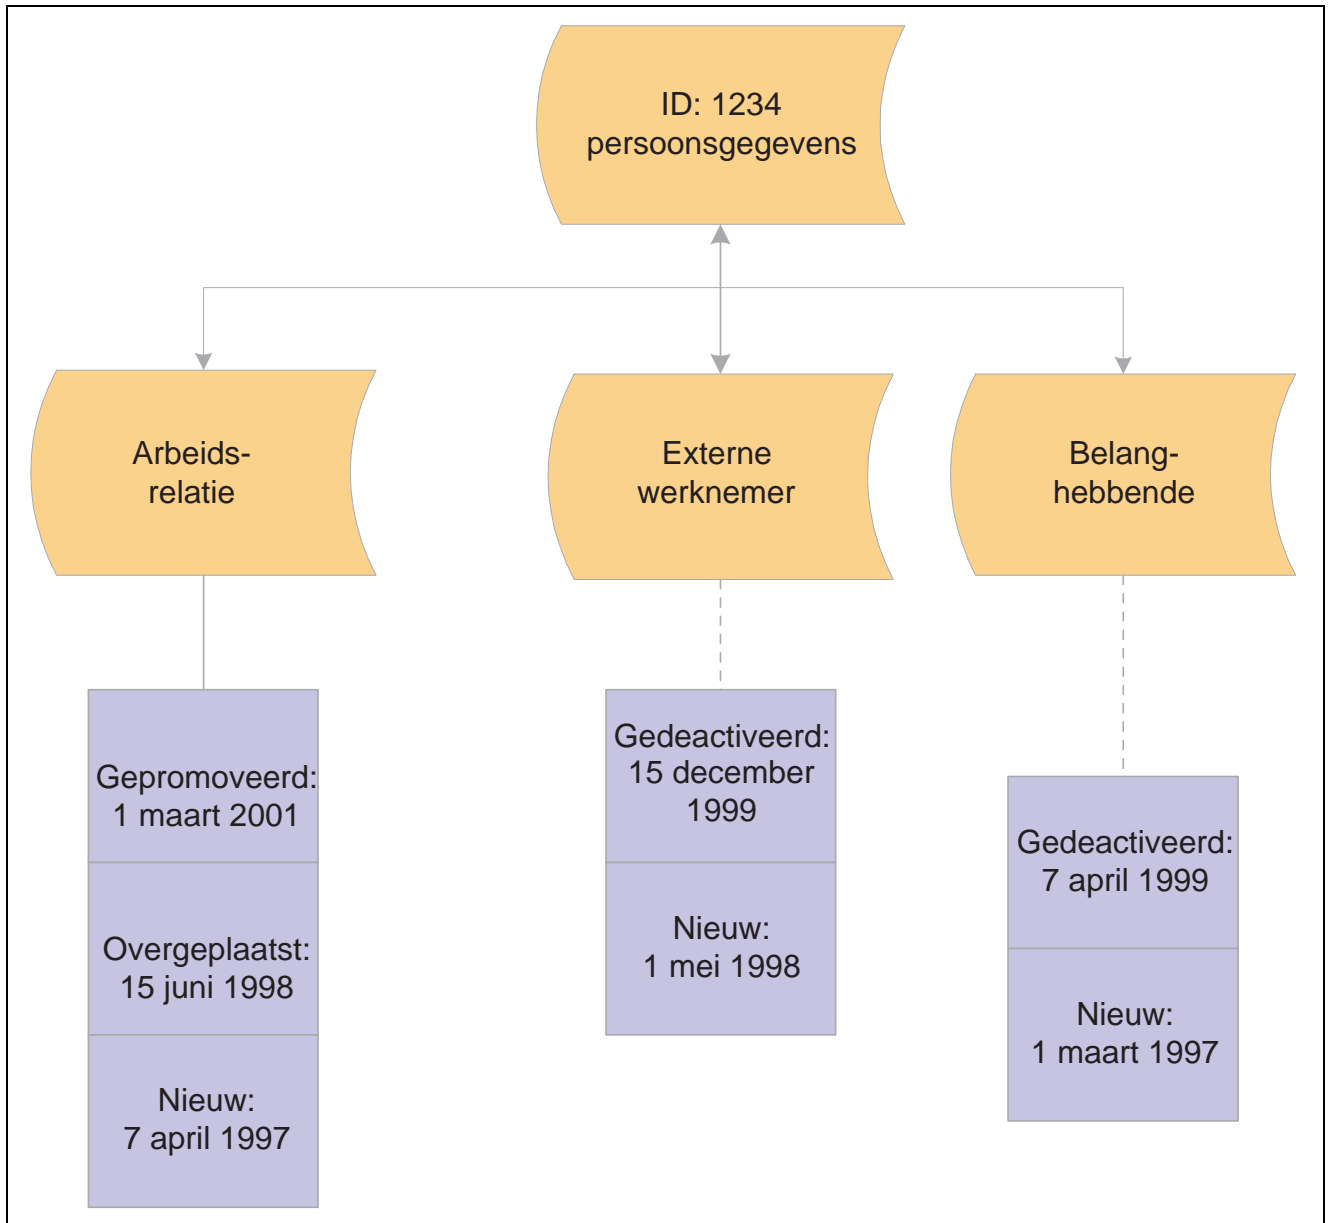 ID: 1234
persoonsgegevens
Arbeids-
relatie
Externe
werknemer
Belang-
hebbende
Gepromoveerd:
1 maart 2001
Overgeplaatst:
15 juni 1998
Nieuw:
7 april 1997
Gedeactiveerd:
15 december
1999
Nieuw:
1 mei 1998
Gedeactiveerd:
7 april 1999
Nieuw:
1 maart 1997